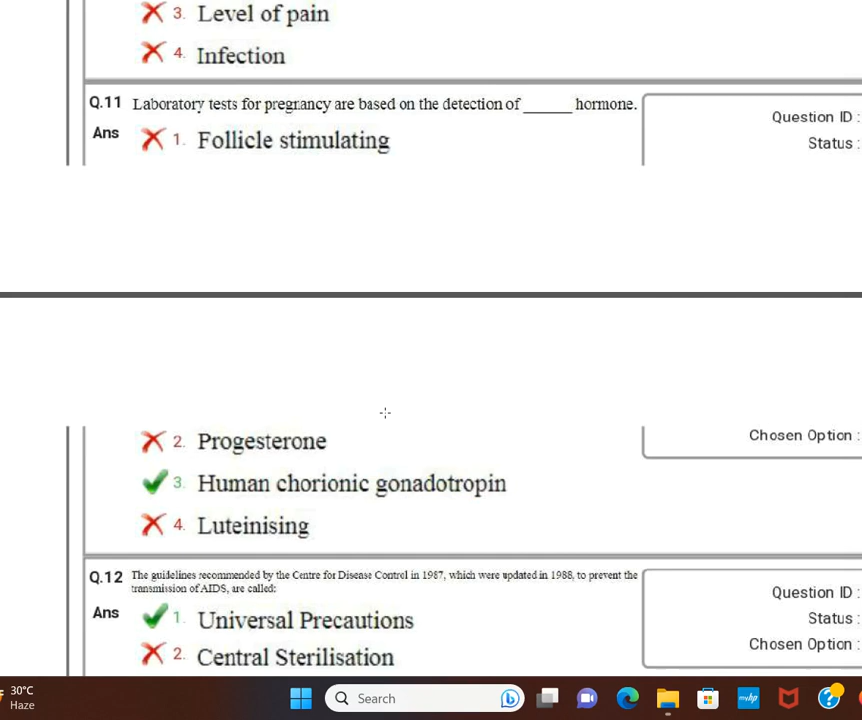 3. Level of pain
4. Infection
Q.11 Laboratory tests for pregnancy are based on the detection of ______ hormone.
Question ID :
Ans
1. Follicle stimulating
Status :
2. Progesterone
Chosen Option :
3. Human chorionic gonadotropin
4. Luteinising
Q.12 The guidelines recommended by the Centre for Disease Control in 1987, which were updated in 1988, to prevent the
transmission of AIDS, are called:
Question ID :
Ans
1. Universal Precautions
Status :
Chosen Option :
2. Central Sterilisation
30°C
Haze
Search
myhp